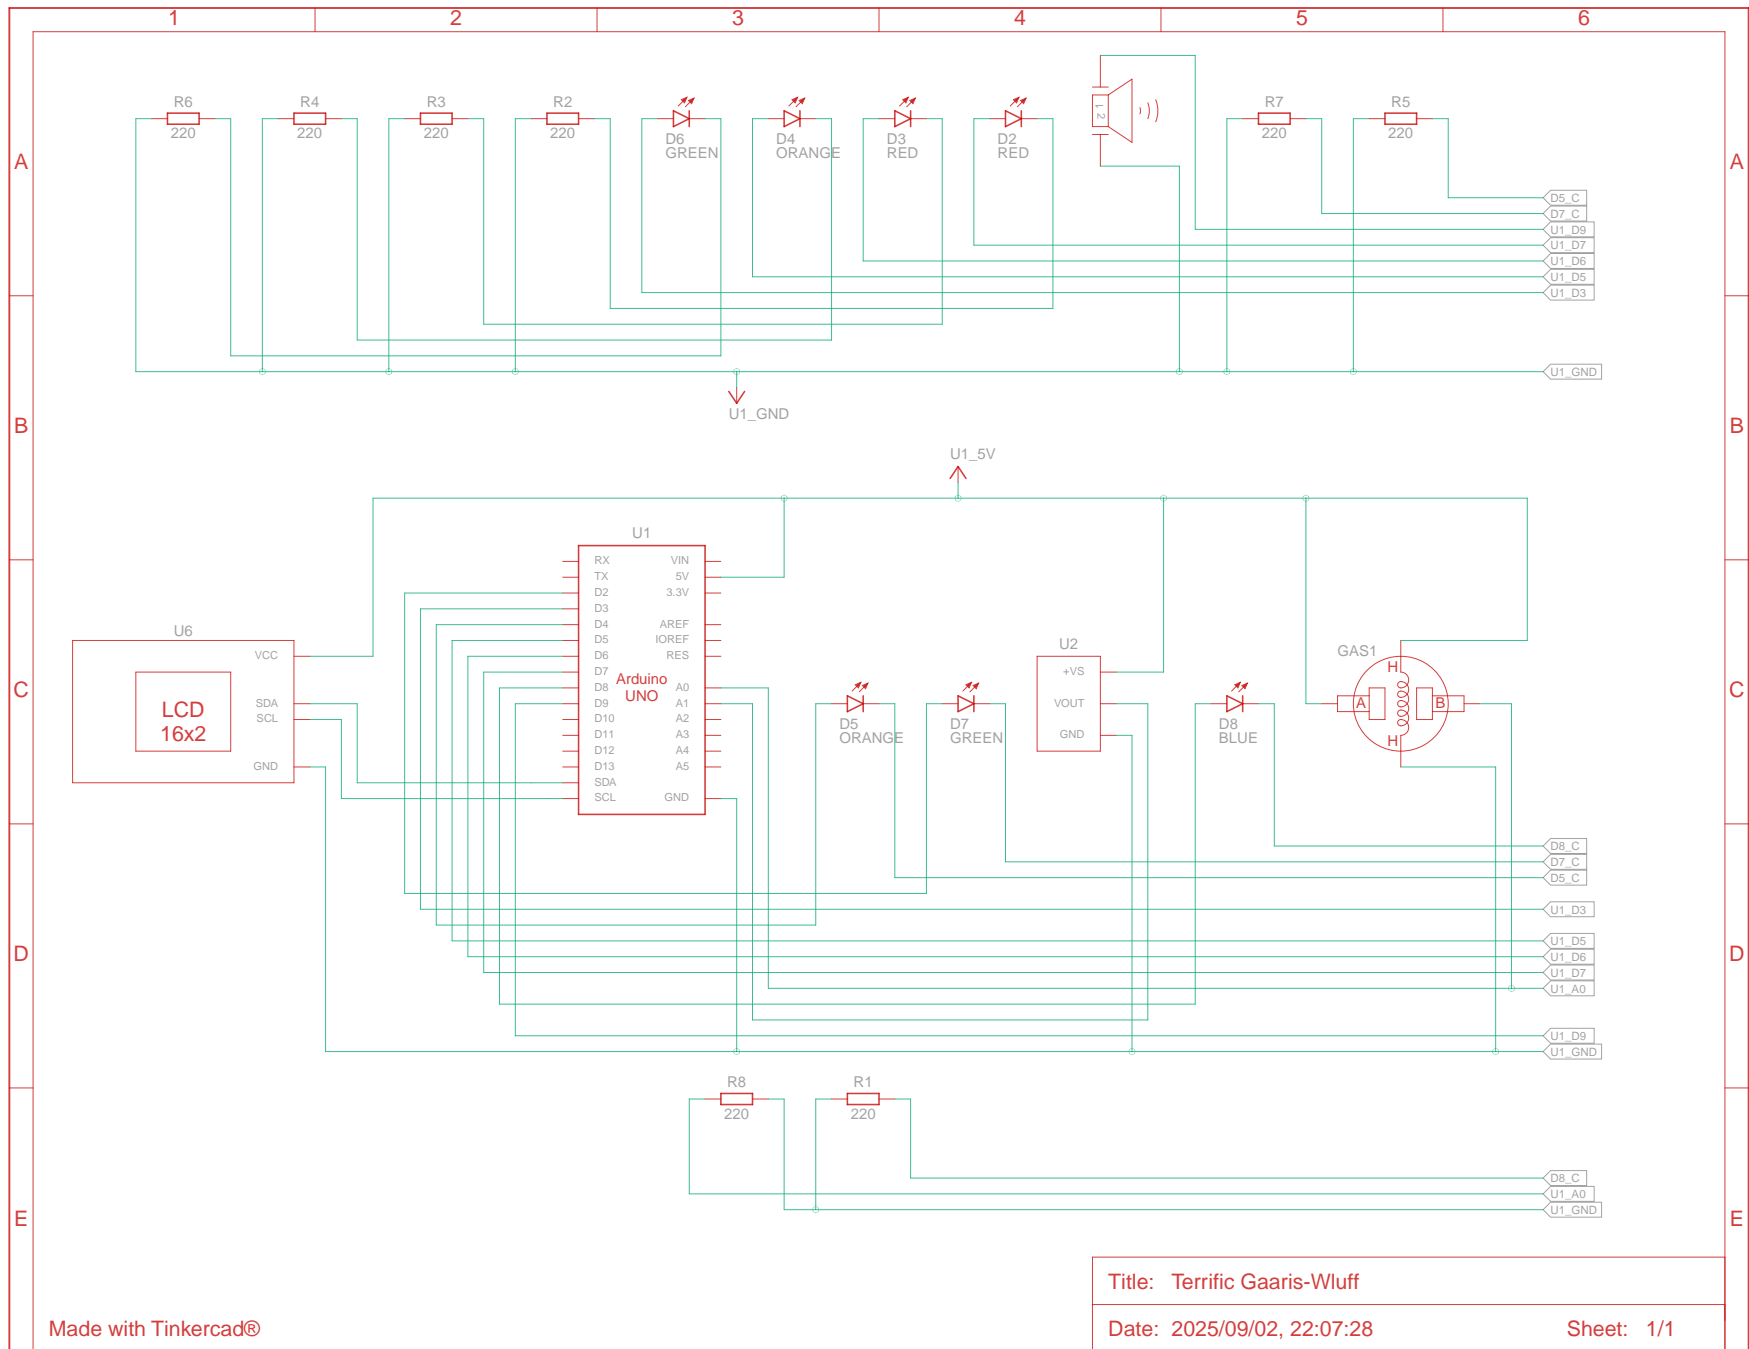 1 2 3 4 5 6
A A
R6
220
R4
220
R3
220
R2
220
D6
GREEN
D4
ORANGE
D3
RED
D2
RED
1 2
R7
220
R5
220
D5_C
D7_C
U1_D9
U1_D7
U1_D6
U1_D5
U1_D3
U1_GND
U1_GND
B B
U1_5V
C C
U6
VCC
SDA
SCL
GND
LCD
16x2
U1
RX VIN
TX 5V
D2 3.3V
D3
D4 AREF
D5 IOREF
D6 RES
D7
D8 A0
D9 A1
D10 A2
D11 A3
D12 A4
D13 A5
SDA
SCL GND
Arduino
UNO
D5
ORANGE
D7
GREEN
U2
+VS
VOUT
GND
D8
BLUE
GAS1
H
A B
H
D D
D8_C
D7_C
D5_C
U1_D3
U1_D5
U1_D6
U1_D7
U1_A0
U1_D9
U1_GND
E E
R8
220
R1
220
D8_C
U1_A0
U1_GND
Title: Terrific Gaaris-Wluff
Date: 2025/09/02, 22:07:28 Sheet: 1/1
Made with Tinkercad®